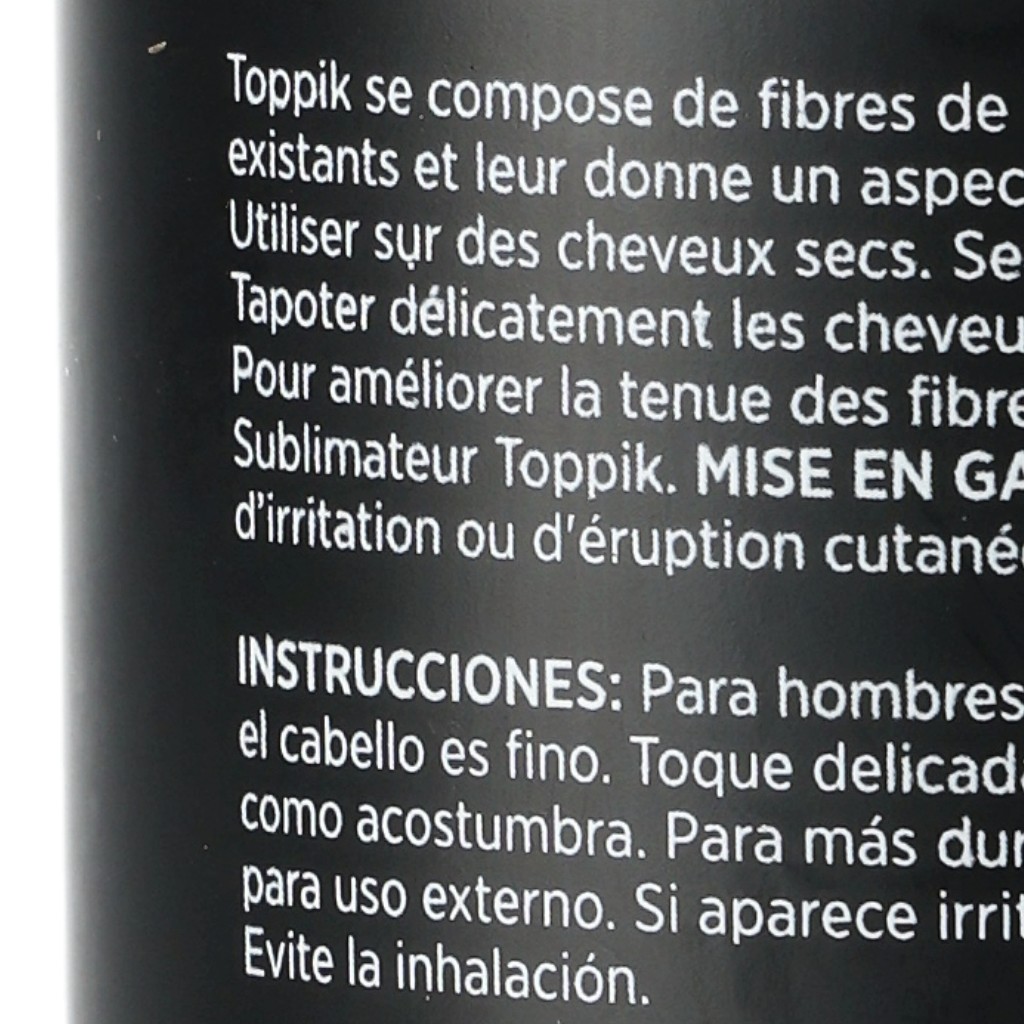 Toppik se compose de fibres de
existants et leur donne un aspec
Utiliser sur des cheveux secs. Se
Tapoter délicatement les cheveu
Pour améliorer la tenue des fibre
Sublimateur Toppik. MISE EN GA
d'irritation ou d'éruption cutané
INSTRUCCIONES: Para hombres
el cabello es fino. Toque delicad
como acostumbra. Para más dur
para uso externo. Si aparece irrit
Evite la inhalación.